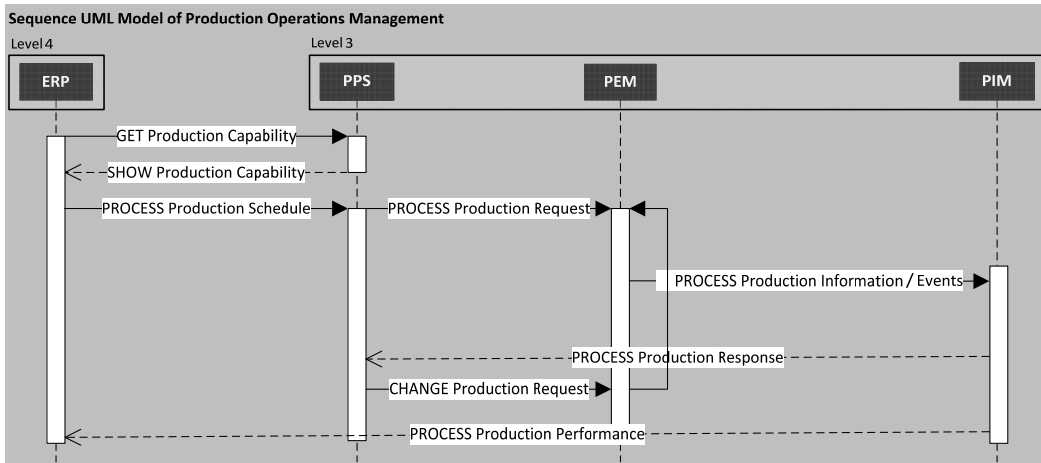 Sequence UML Model of Production Operations Management
Level 4
Level 3
ERP
PPS
PEM
PIM
GET Production Capability
SHOW Production Capability
PROCESS Production Schedule
PROCESS Production Request
PROCESS Production Information / Events
PROCESS Production Response
CHANGE Production Request
PROCESS Production Performance